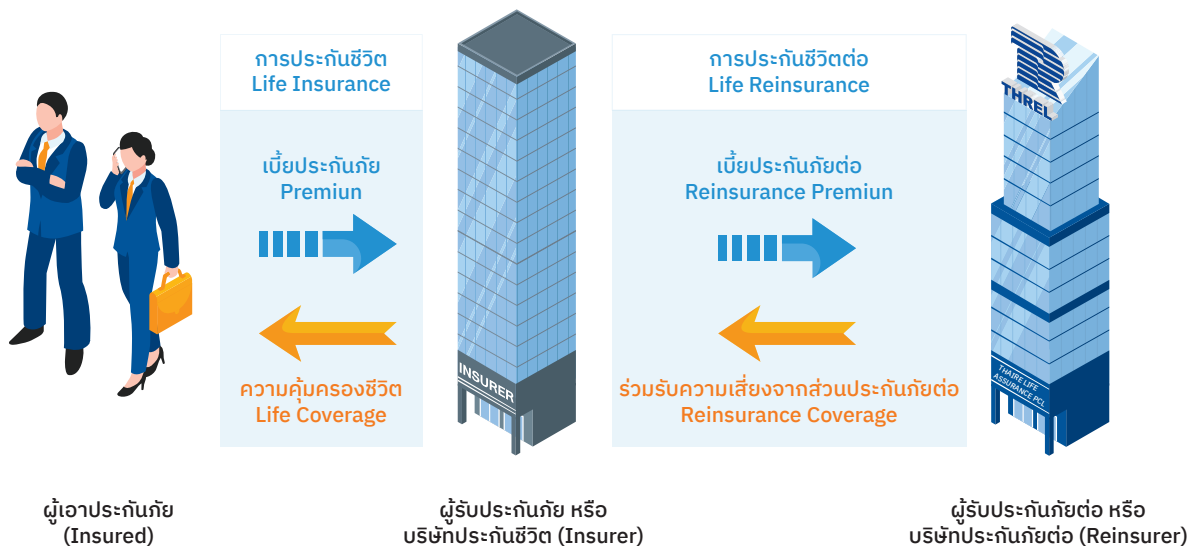 การประกันชีวิต
Life Insurance
การประกันชีวิตต่อ
Life Reinsurance
THREL
เบี้ยประกันภัย
Premiun
เบี้ยประกันภัยต่อ
Reinsurance Premiun
INSURER
THAIRE LIFE
ASSURANCE PCL
ความคุ้มครองชีวิต
Life Coverage
ร่วมรับความเสี่ยงจากส่วนประกันภัยต่อ
Reinsurance Coverage
ผู้เอาประกันภัย
(Insured)
ผู้รับประกันภัย หรือ
บริษัทประกันชีวิต (Insurer)
ผู้รับประกันภัยต่อ หรือ
บริษัทประกันภัยต่อ (Reinsurer)